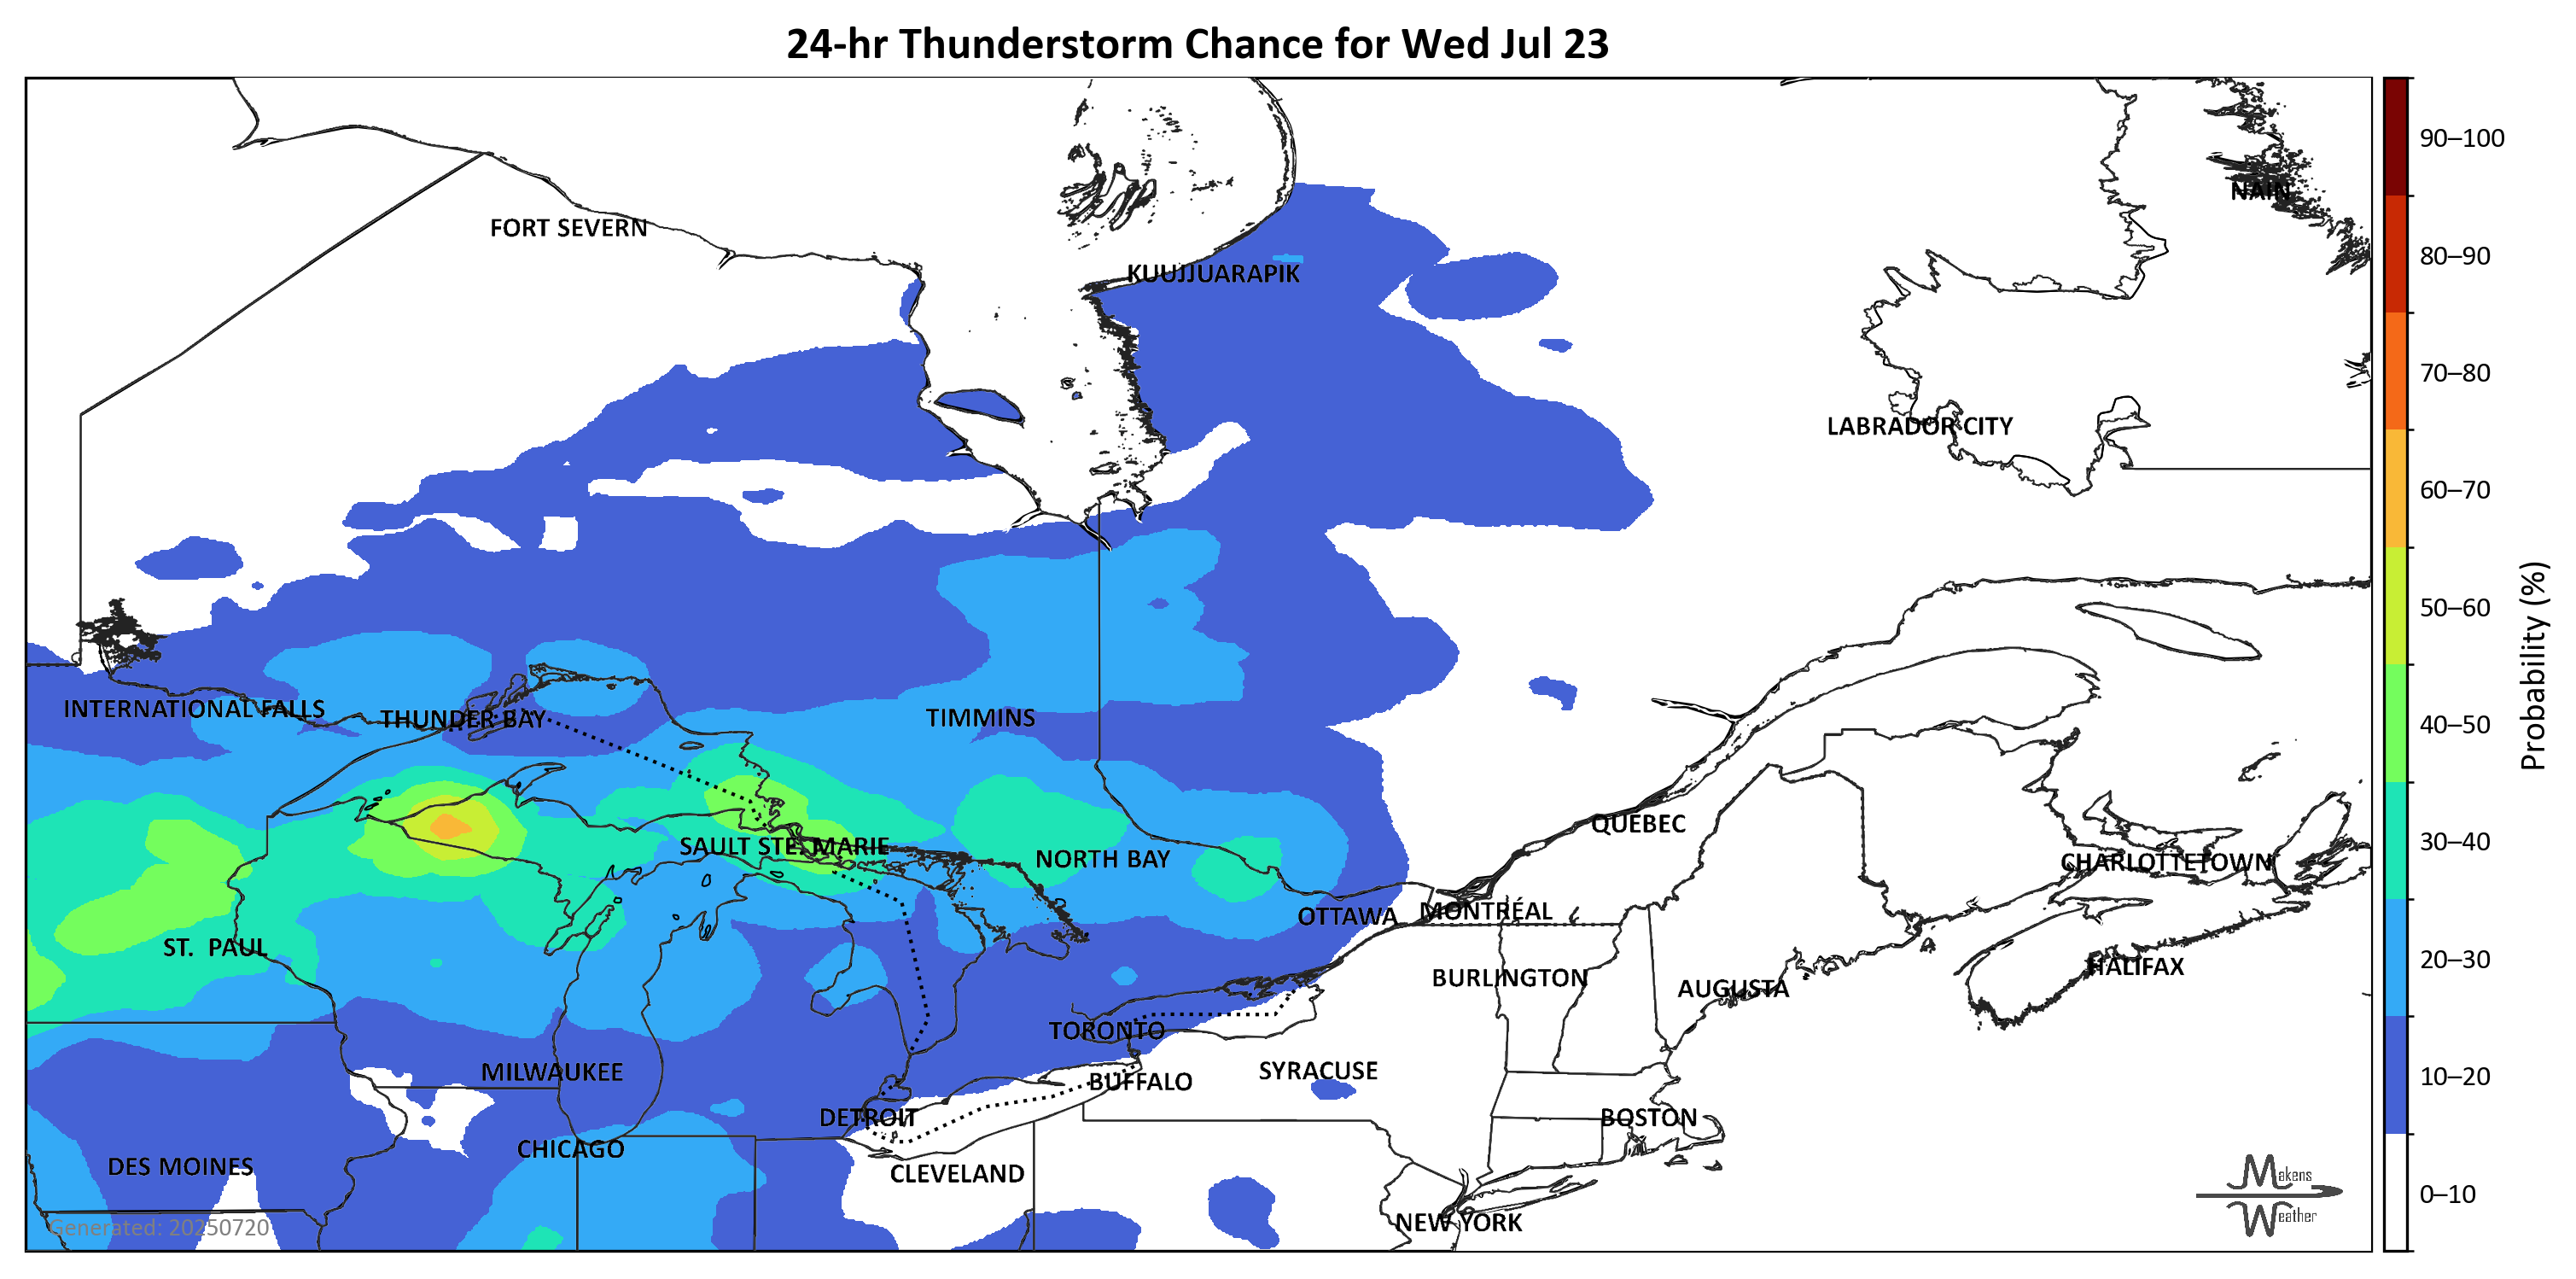 24-hr Thunderstorm Chance for Wed Jul 23
90–100
NAIN
FORT SEVERN
80–90
KUUJJUARAPIK
70–80
LABRADOR CITY
60–70
50–60
Probability (%)
INTERNATIONAL FALLS
THUNDER BAY
TIMMINS
40–50
QUEBEC
SAULT STE. MARIE
30–40
NORTH BAY
CHARLOTTETOWN
MONTRÉAL
OTTAWA
ST. PAUL
20–30
HALIFAX
BURLINGTON
AUGUSTA
TORONTO
MILWAUKEE
SYRACUSE
10–20
BUFFALO
DETROIT
BOSTON
CHICAGO
DES MOINES
CLEVELAND
Makens
Weather
0–10
NEW YORK
Generated: 20250720